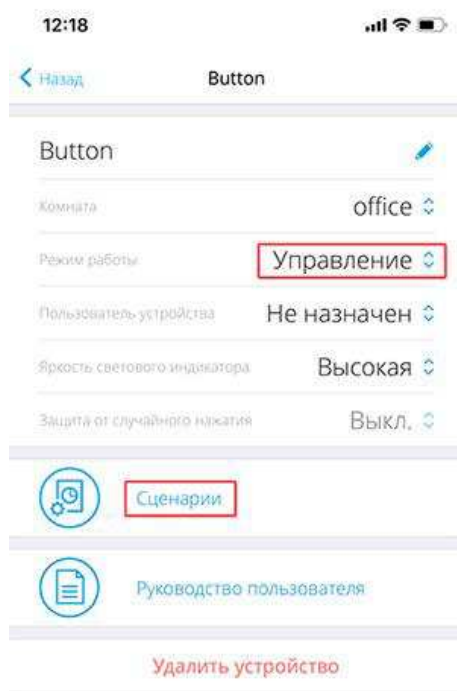 12:18
Назад Button
Button
Комната office
Режим работы Управление
Пользователь устройства Не назначен
Яркость светового индикатора Высокая
Защита от случайного нажатия Выкл.
Сценарии
Руководство пользователя
Удалить устройство